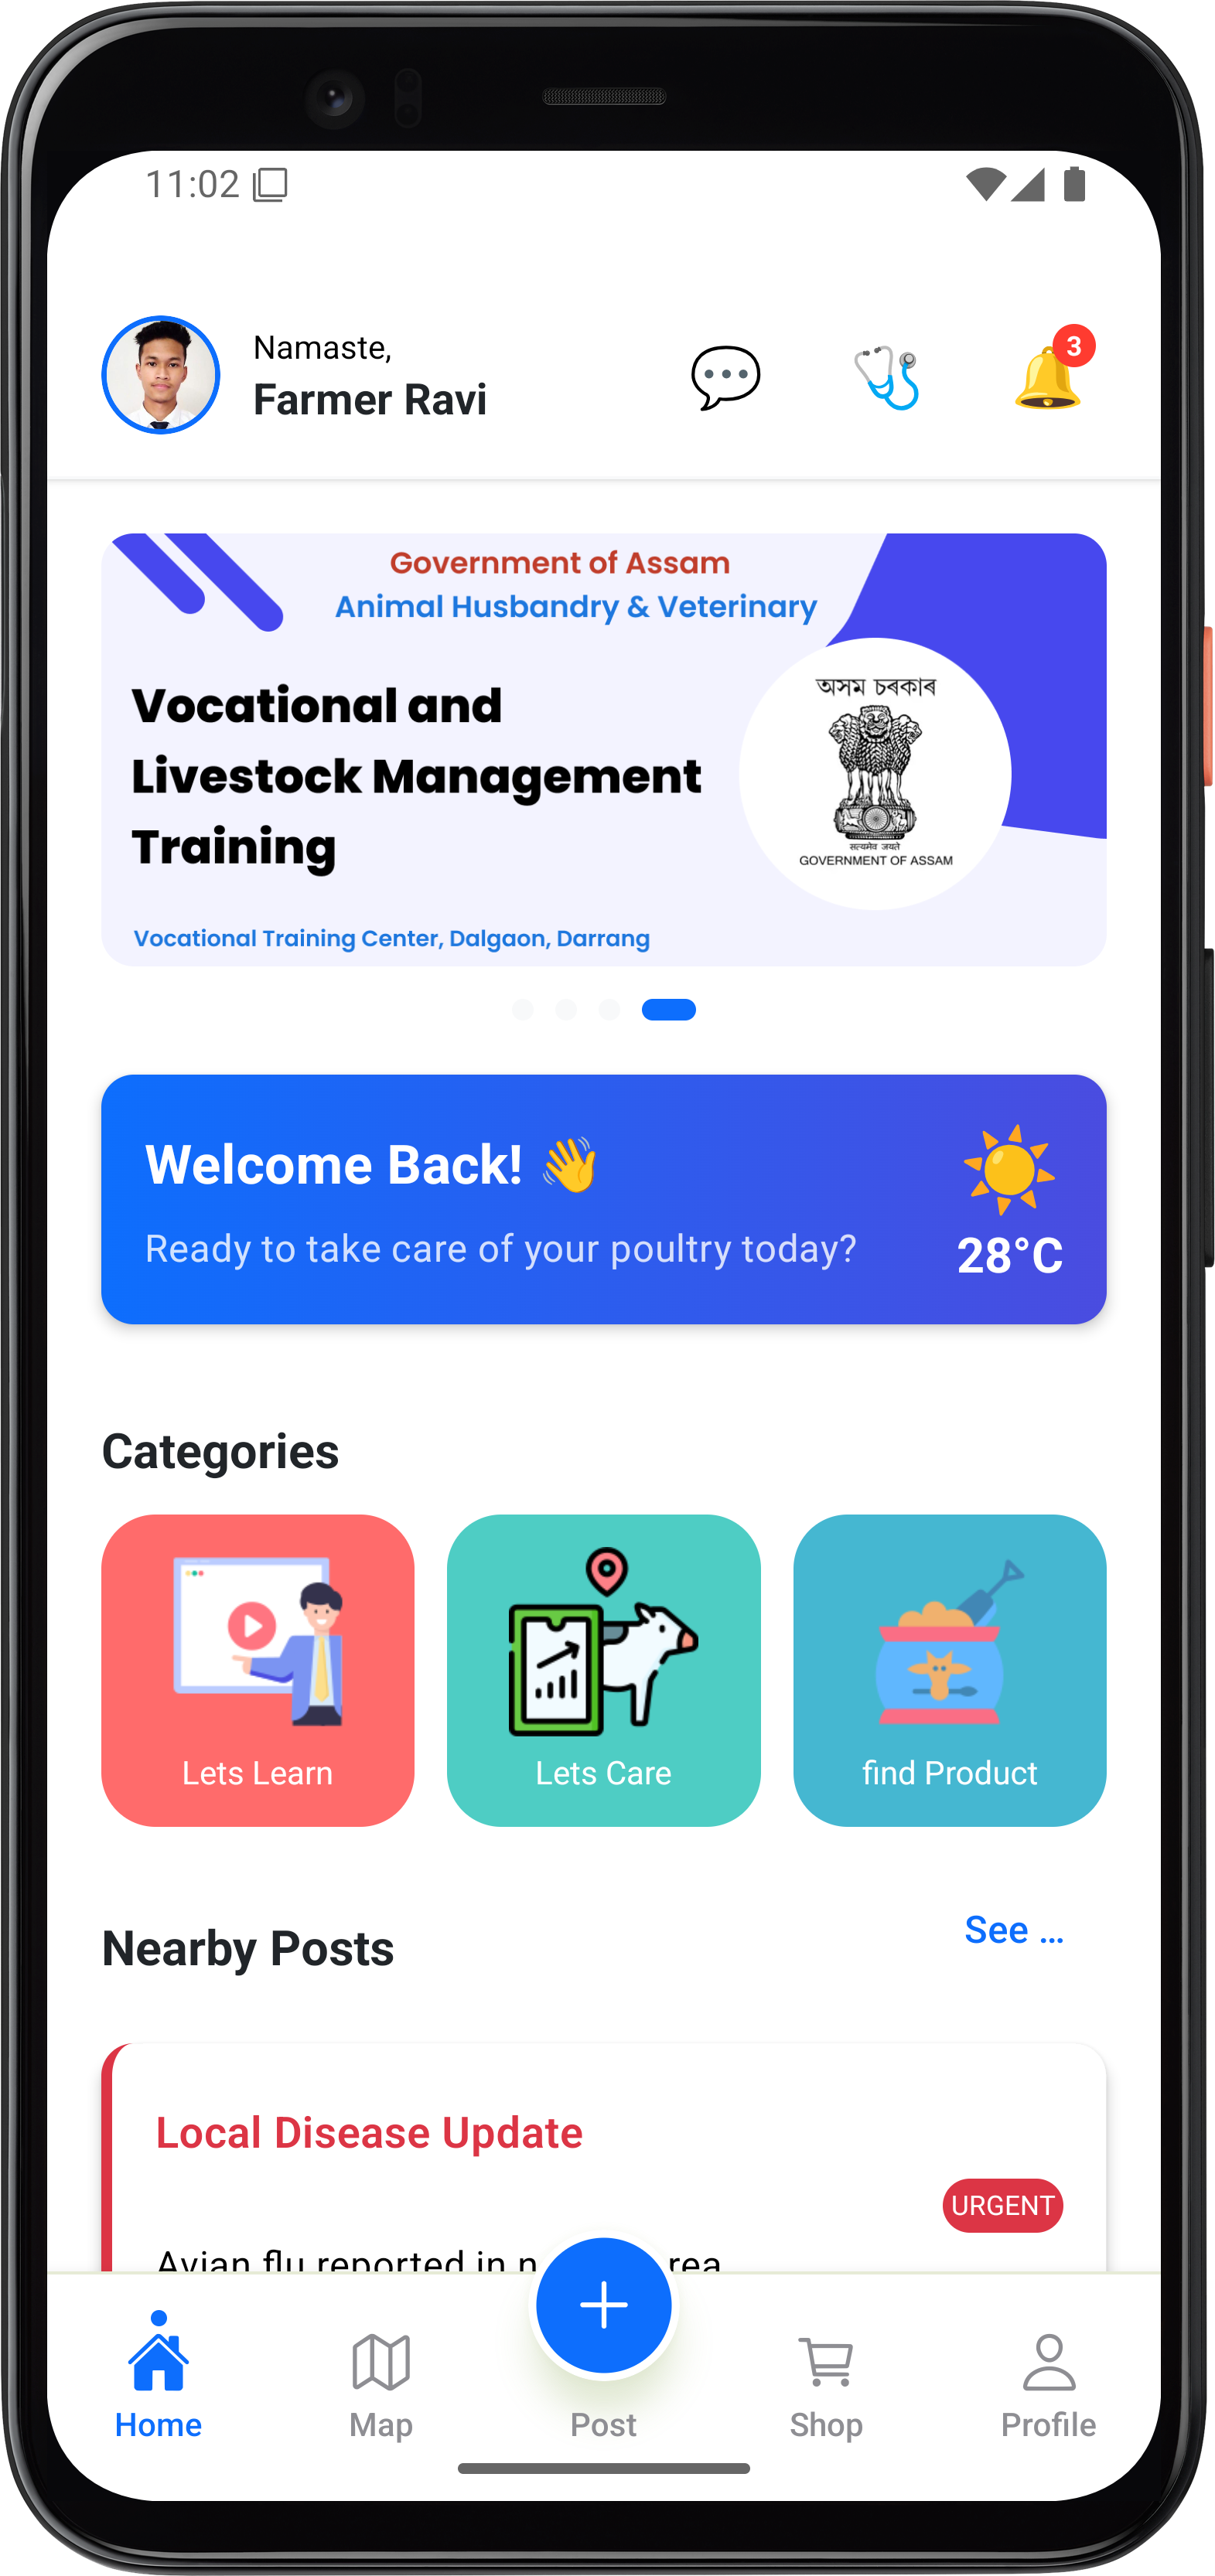 11:02
Namaste,
Farmer Ravi
3
Government of Assam
Animal Husbandry & Veterinary
Vocational and
Livestock Management
Training
অসম চৰকাৰ
सत्यमेव जयते
GOVERNMENT OF ASSAM
Vocational Training Center, Dalgaon, Darrang
Welcome Back! 👋
Ready to take care of your poultry today?
28°C
Categories
Lets Learn
Lets Care
find Product
Nearby Posts
See ...
Local Disease Update
URGENT
Avian flu reported in n rea
Home
Map
Post
Shop
Profile